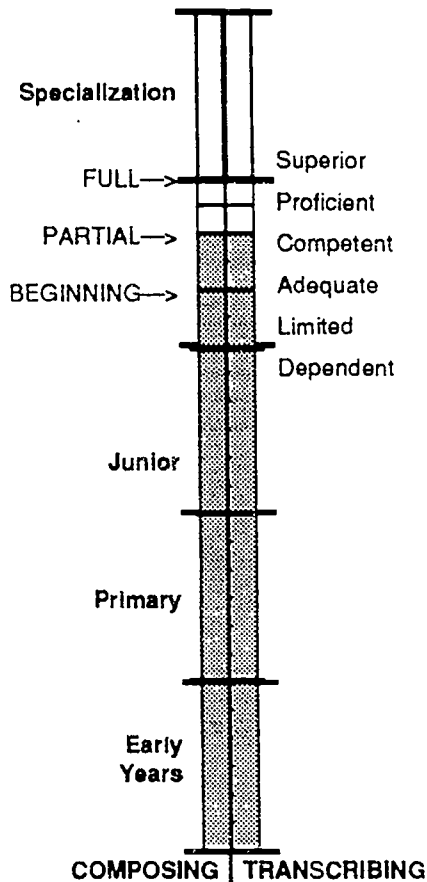 Specialization
Superior
FULL—>
Proficient
PARTIAL—>
Competent
Adequate
BEGINNING—>
Limited
Dependent
Junior
Primary
Early
Years
COMPOSING TRANSCRIBING